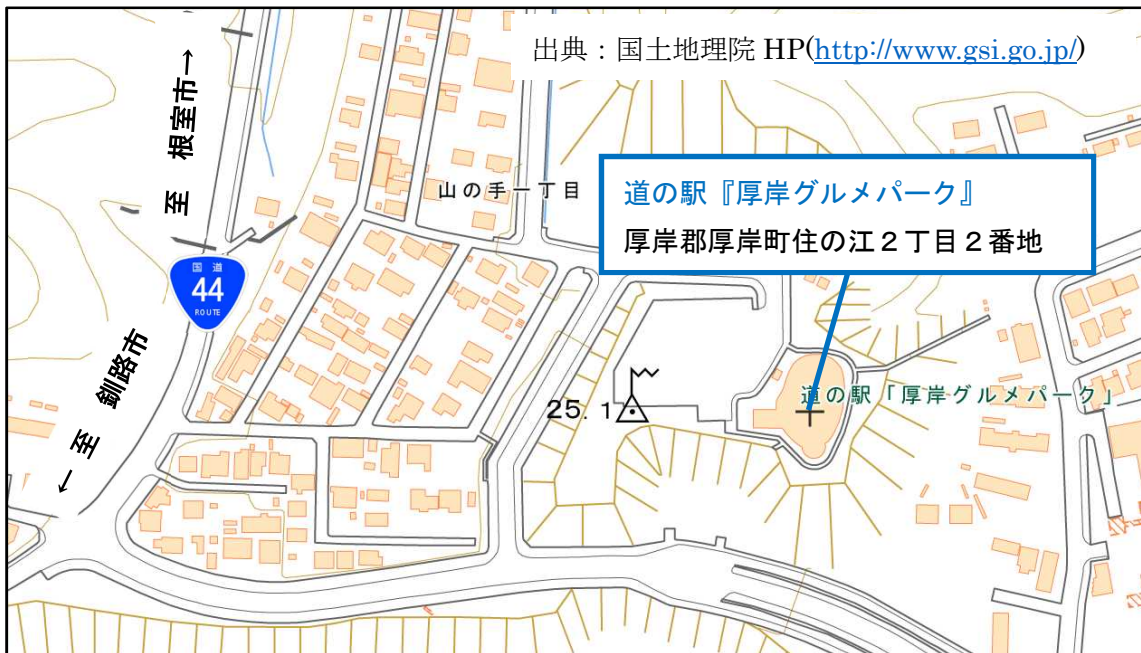 出典：国土地理院 HP(http://www.gsi.go.jp/)
至 根室市→
山の手一丁目
道の駅『厚岸グルメパーク』
厚岸郡厚岸町住の江２丁目２番地
国道
44
ROUTE
←至 釧路市
25. 1
道の駅「厚岸グルメパーク」